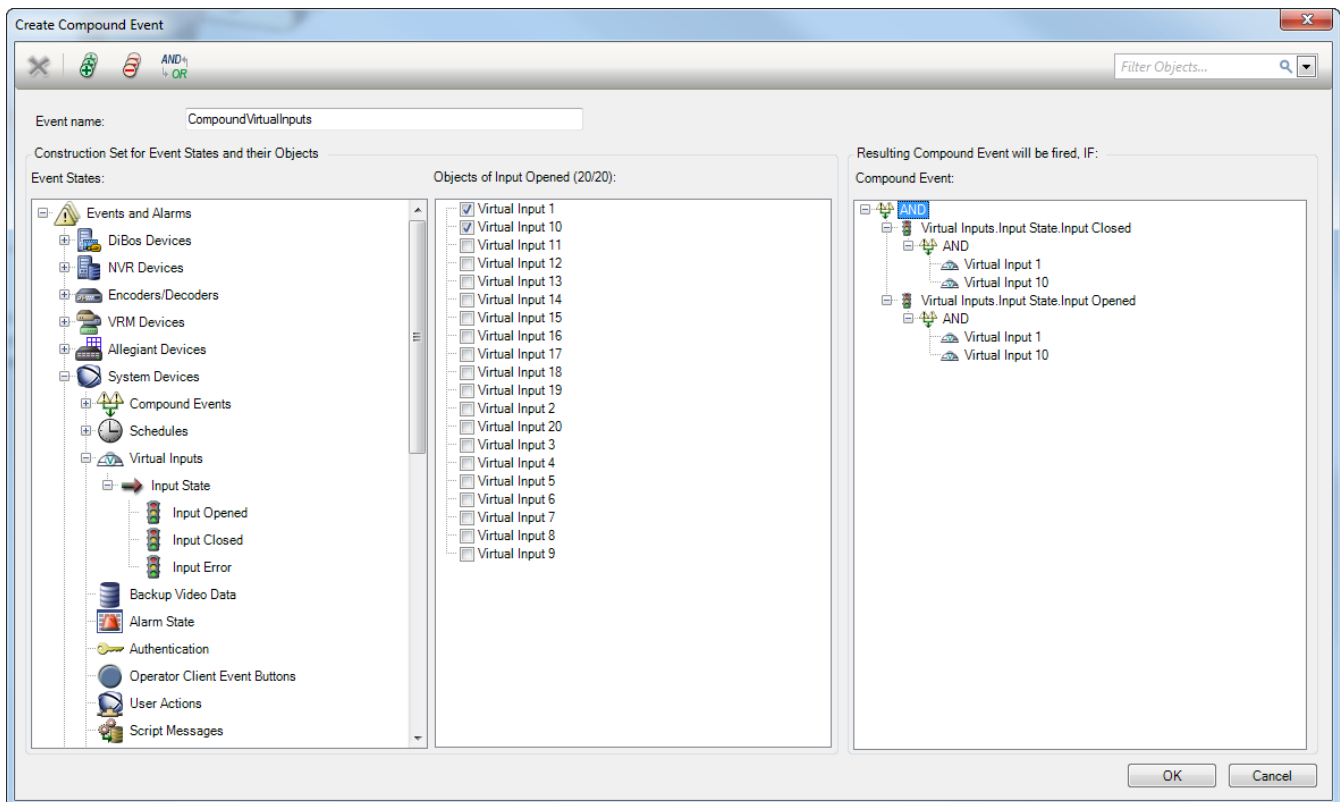 Create Compound Event
AND
OR
Filter Objects...
Event name:
CompoundVirtualInputs
Construction Set for Event States and their Objects
Event States:
Events and Alarms
DiBos Devices
NVR Devices
Encoders/Decoders
VRM Devices
Allegiant Devices
System Devices
Compound Events
Schedules
Virtual Inputs
Input State
Input Opened
Input Closed
Input Error
Backup Video Data
Alarm State
Authentication
Operator Client Event Buttons
User Actions
Script Messages
Objects of Input Opened (20/20):
Virtual Input 1
Virtual Input 10
Virtual Input 11
Virtual Input 12
Virtual Input 13
Virtual Input 14
Virtual Input 15
Virtual Input 16
Virtual Input 17
Virtual Input 18
Virtual Input 19
Virtual Input 2
Virtual Input 20
Virtual Input 3
Virtual Input 4
Virtual Input 5
Virtual Input 6
Virtual Input 7
Virtual Input 8
Virtual Input 9
Resulting Compound Event will be fired, IF:
Compound Event:
AND
Virtual Inputs.Input State.Input Closed
AND
Virtual Input 1
Virtual Input 10
Virtual Inputs.Input State.Input Opened
AND
Virtual Input 1
Virtual Input 10
OK
Cancel